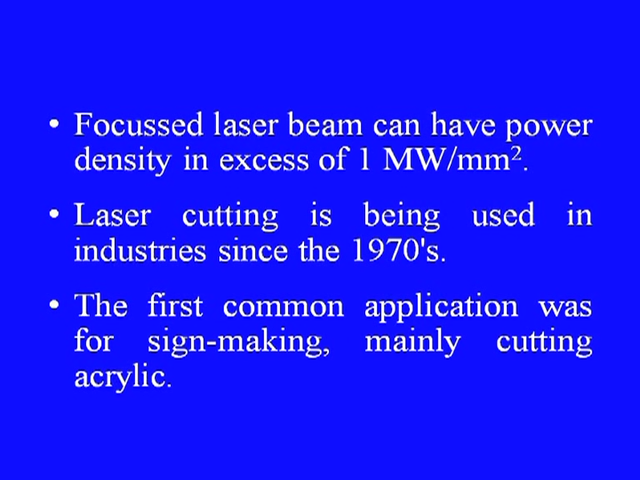 • Focussed laser beam can have power
density in excess of 1 MW/mm².
• Laser cutting is being used in
industries since the 1970's.
• The first common application was
for sign-making, mainly cutting
acrylic.